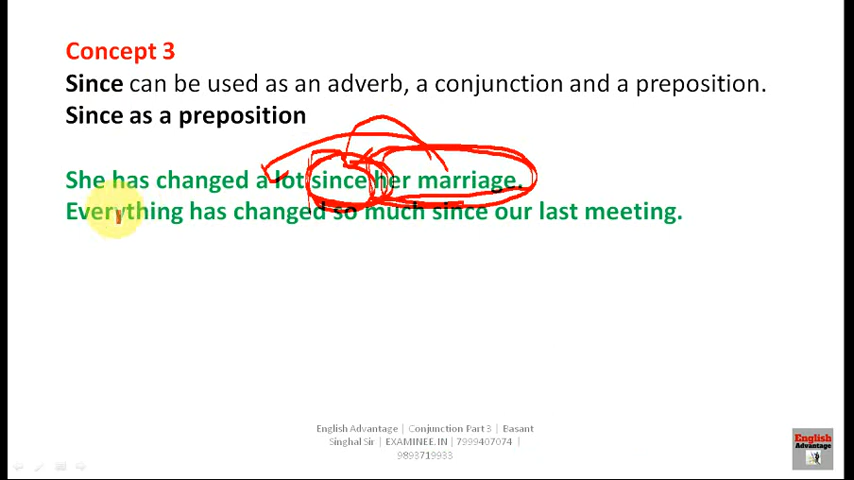 Concept 3
Since can be used as an adverb, a conjunction and a preposition.
Since as a preposition
She has changed a lot since her marriage.
Everything has changed so much since our last meeting.
English Advantage | Conjunction Part 3 | Basant
Singhal Sir | EXAMINEE.IN | 7999407074 |
9893719933
English
Advantage